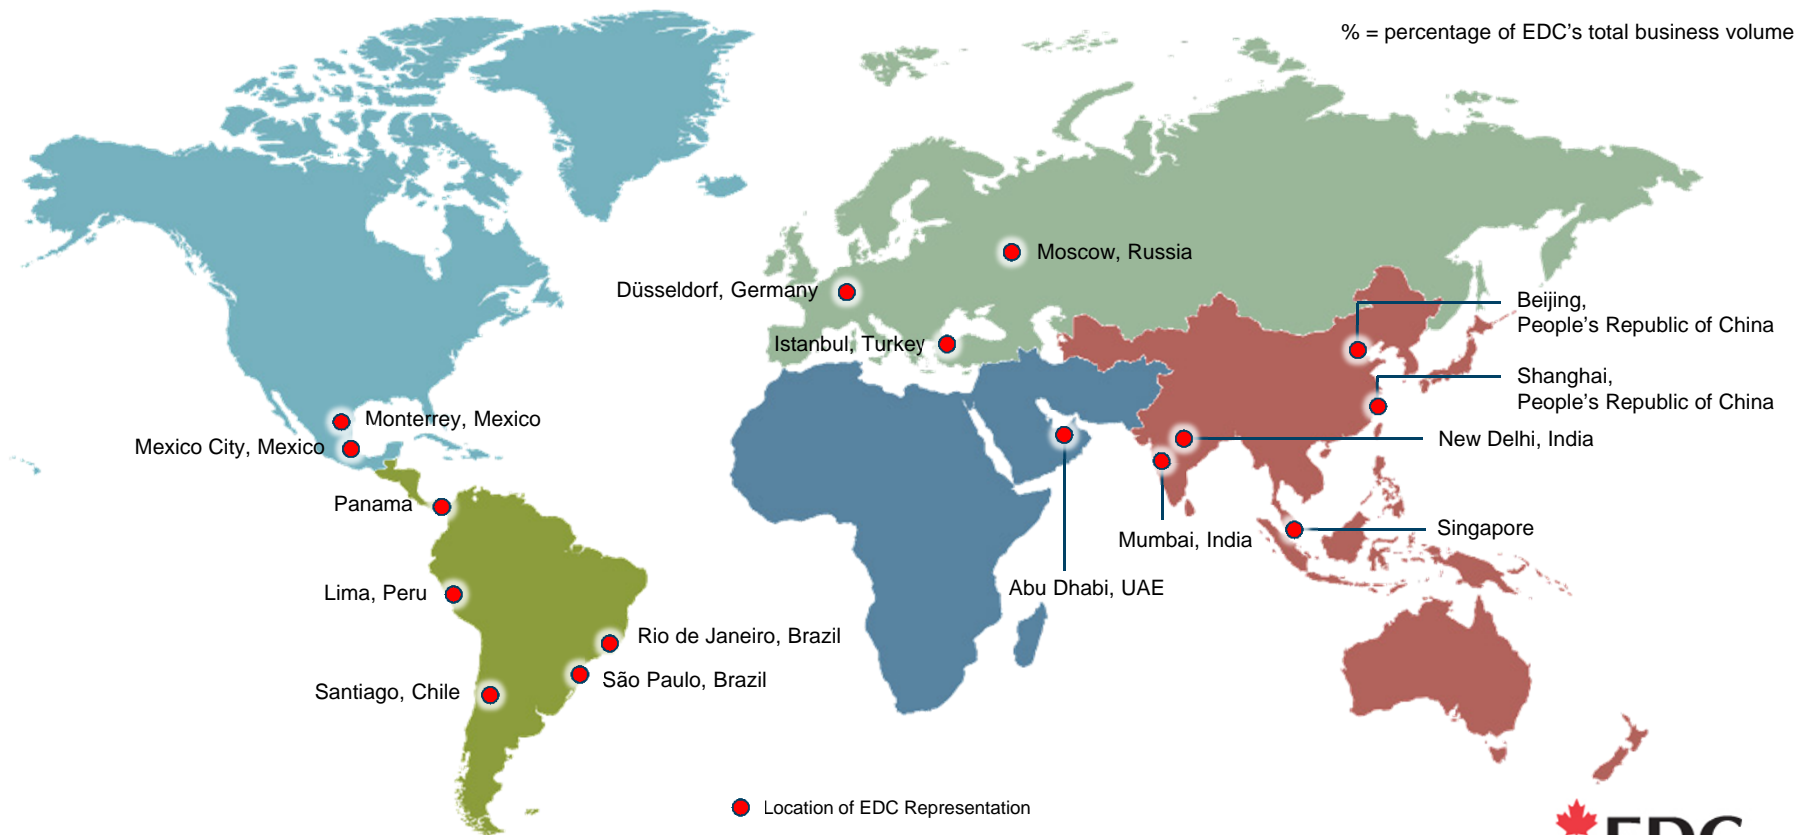 % = percentage of EDC's total business volume
Moscow, Russia
Düsseldorf, Germany
Istanbul, Turkey
Beijing,
People's Republic of China
Shanghai,
People's Republic of China
Monterrey, Mexico
Mexico City, Mexico
New Delhi, India
Panama
Mumbai, India
Singapore
Abu Dhabi, UAE
Lima, Peru
Rio de Janeiro, Brazil
São Paulo, Brazil
Santiago, Chile
Location of EDC Representation
EDC